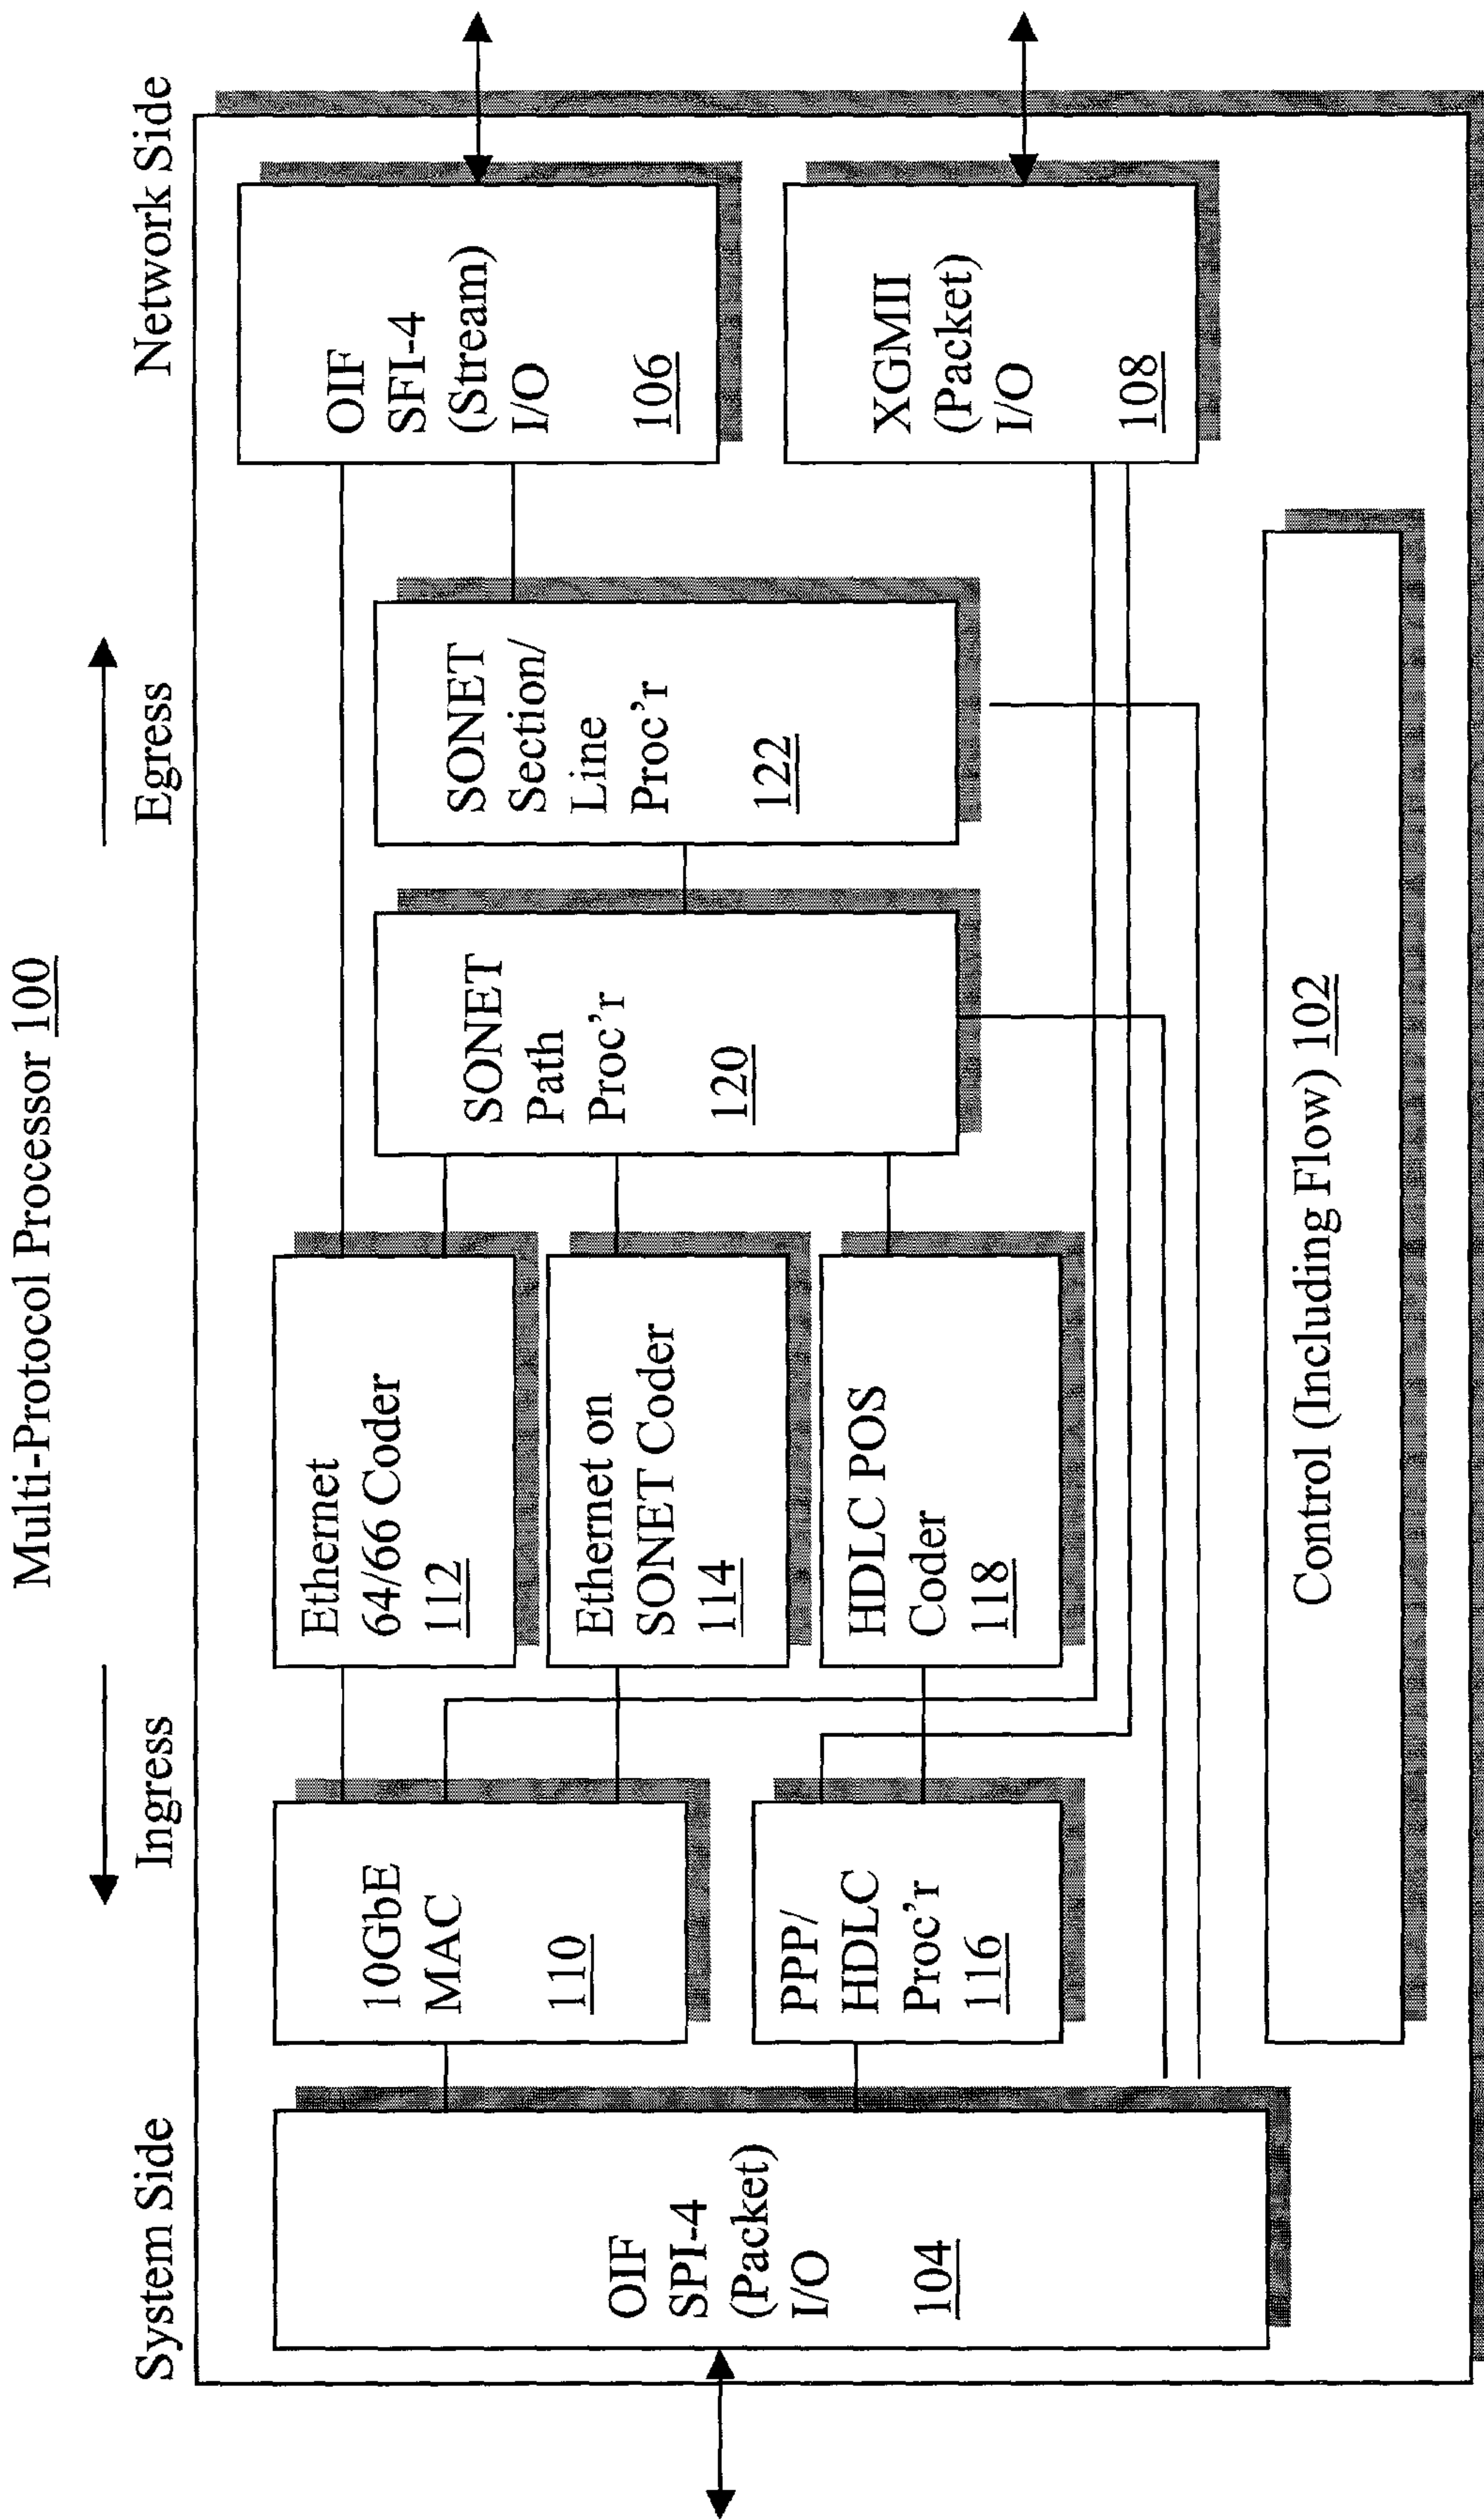 Multi-Protocol Processor 100
Ingress
Egress
System Side
Network Side
OIF
SPI-4
(Packet)
I/O
104
10GbE
MAC
110
PPP/
HDLC
Proc'r
116
Ethernet
64/66 Coder
112
Ethernet on
SONET Coder
114
HDLC POS
Coder
118
SONET
Path
Proc'r
120
SONET
Section/
Line
Proc'r
122
OIF
SFI-4
(Stream)
I/O
106
XGMII
(Packet)
I/O
108
Control (Including Flow) 102